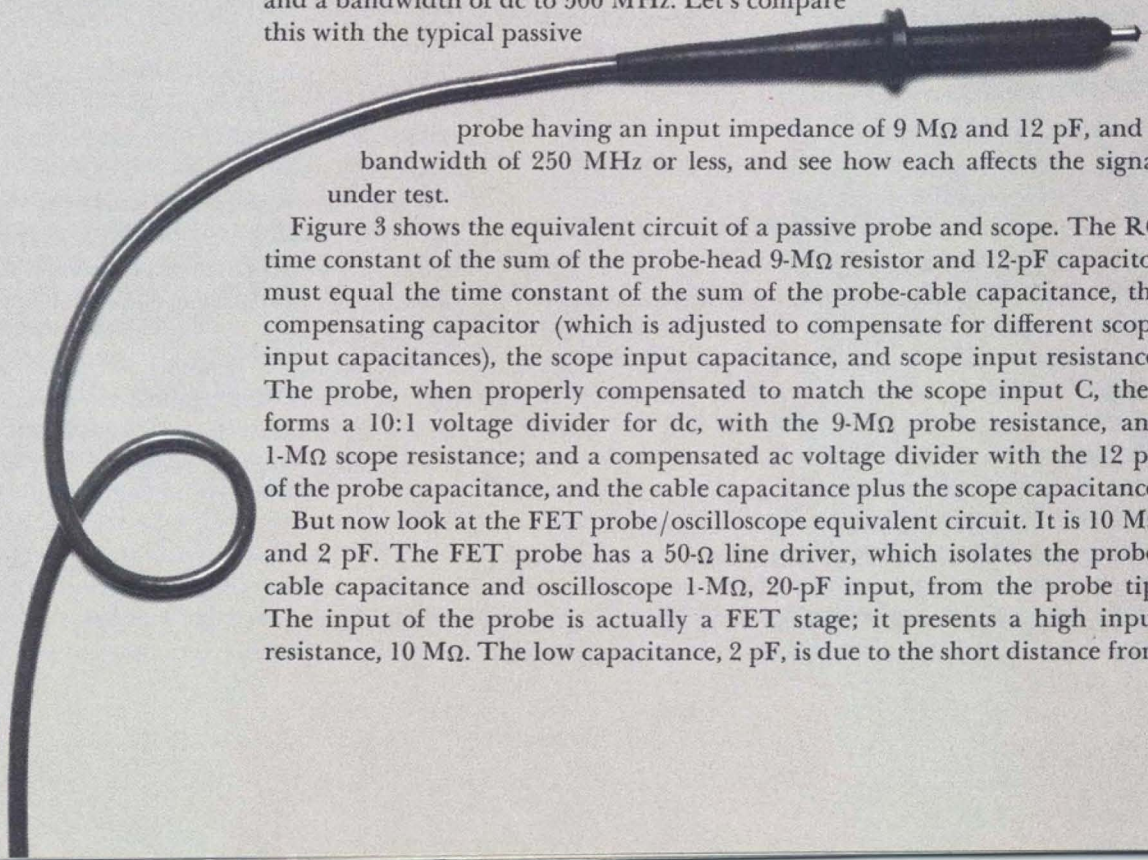 and a bandwidth of dc to 500 MHz. Let's compare
this with the typical passive
probe having an input impedance of 9 MΩ and 12 pF, and
bandwidth of 250 MHz or less, and see how each affects the
under test.
Figure 3 shows the equivalent circuit of a passive probe and scope. The
time constant of the sum of the probe-head 9-MΩ resistor and 12-pF
must equal the time constant of the sum of the probe-cable capacitance,
compensating capacitor (which is adjusted to compensate for different
input capacitances), the scope input capacitance, and scope input
The probe, when properly compensated to match the scope input C,
forms a 10:1 voltage divider for dc, with the 9-MΩ probe resistance,
1-MΩ scope resistance; and a compensated ac voltage divider with the 12
of the probe capacitance, and the cable capacitance plus the scope
But now look at the FET probe/oscilloscope equivalent circuit. It is 10
and 2 pF. The FET probe has a 50-Ω line driver, which isolates the
cable capacitance and oscilloscope 1-MΩ, 20-pF input, from the probe
The input of the probe is actually a FET stage; it presents a high
resistance, 10 MΩ. The low capacitance, 2 pF, is due to the short distance